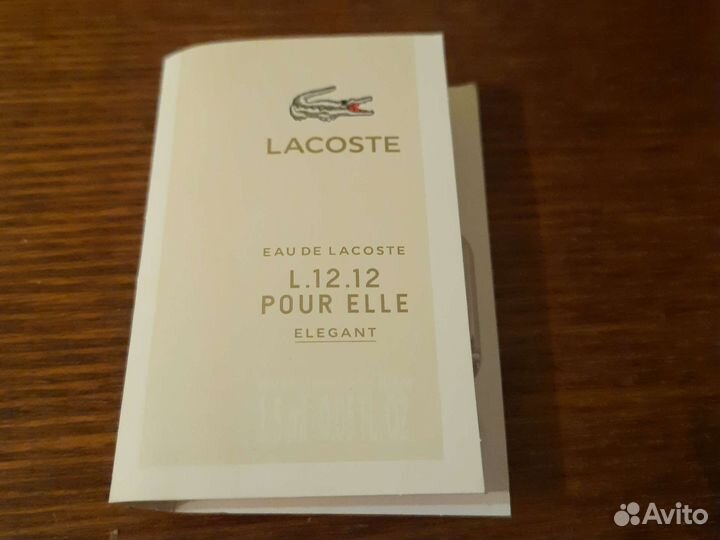 LACOSTE
EAU DE LACOSTE
L.12.12
POUR ELLE
ELEGANT
Avito